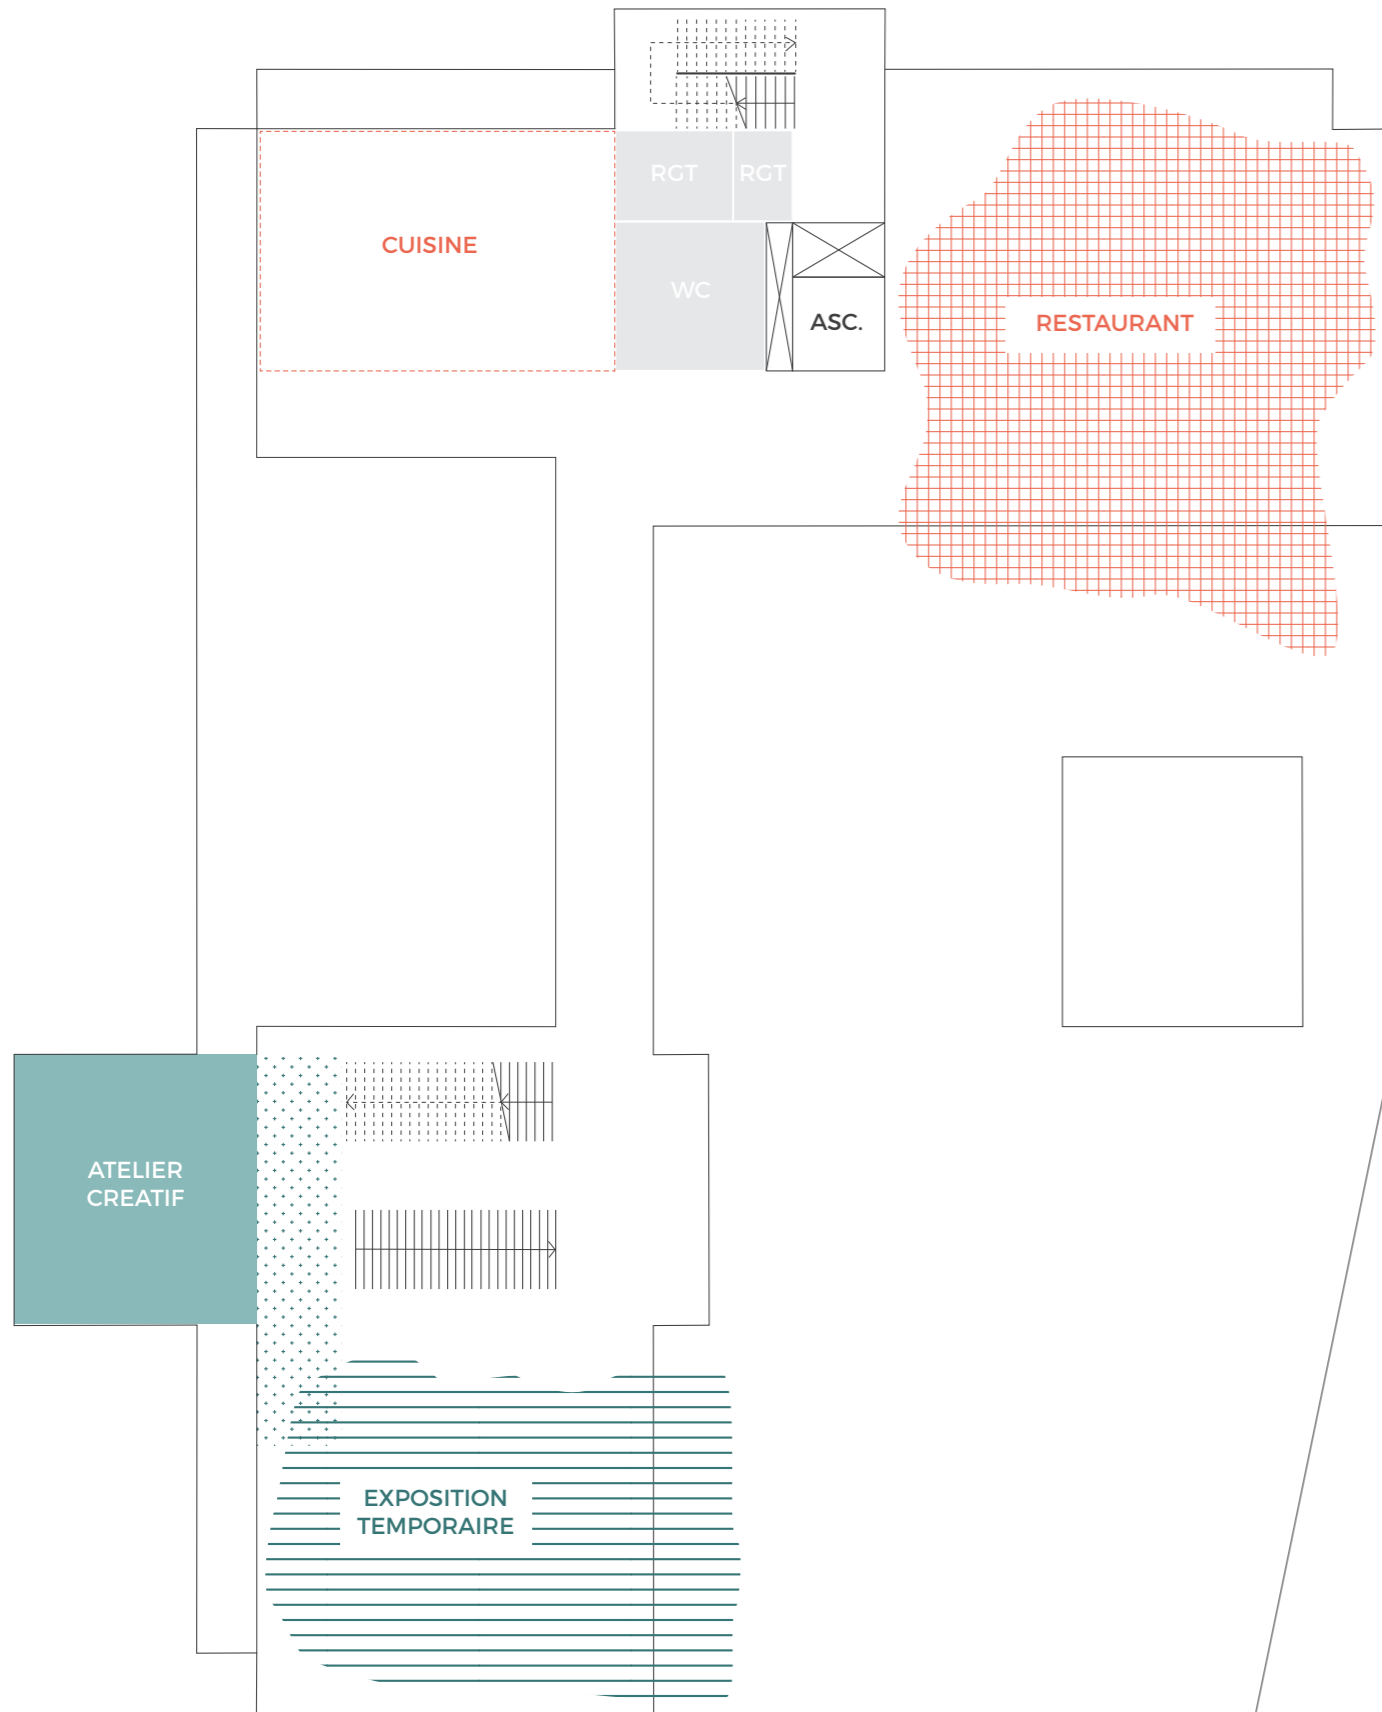 RGT
RGT
CUISINE
WC
ASC.
RESTAURANT
ATELIER
CREATIF
EXPOSITION
TEMPORAIRE